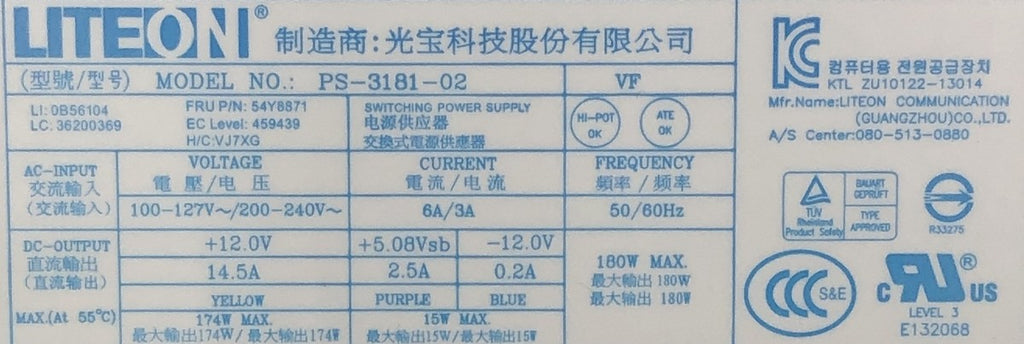 LITEON® 制造商:光宝科技股份有限公司
(型號/型号) MODEL NO.: PS-3181-02 VF
LI: 0B56104
LC: 36200369
FRU P/N: 54Y8871
EC Level: 459439
H/C:VJ7XG
SWITCHING POWER SUPPLY
电源供应器
交換式電源供應器
HI-POT
OK
ATE
OK
AC-INPUT
交流輸入
(交流输入)
VOLTAGE
電 壓/电 压
100-127V~/200-240V~
CURRENT
電流/电流
6A/3A
FREQUENCY
頻率/频率
50/60Hz
DC-OUTPUT
直流輸出
(直流输出)
+12.0V +5.08Vsb -12.0V
14.5A 2.5A 0.2A
YELLOW PURPLE BLUE
180W MAX.
最大輸出180W
最大输出 180W
MAX.(At 55℃)
174W MAX.
最大輸出174W/最大输出174W
15W MAX.
最大輸出15W/最大输出15W
KC
컴퓨터용 전원공급장치
KTL ZU10122-13014
Mfr.Name:LITEON COMMUNICATION
(GUANGZHOU)CO.,LTD.
A/S Center:080-513-0880
TÜV
Rheinland
Product Safety
BAUART
GEPRÜFT
TYPE
APPROVED
R33275
CCC S&E
c RU® US
LEVEL 3
E132068